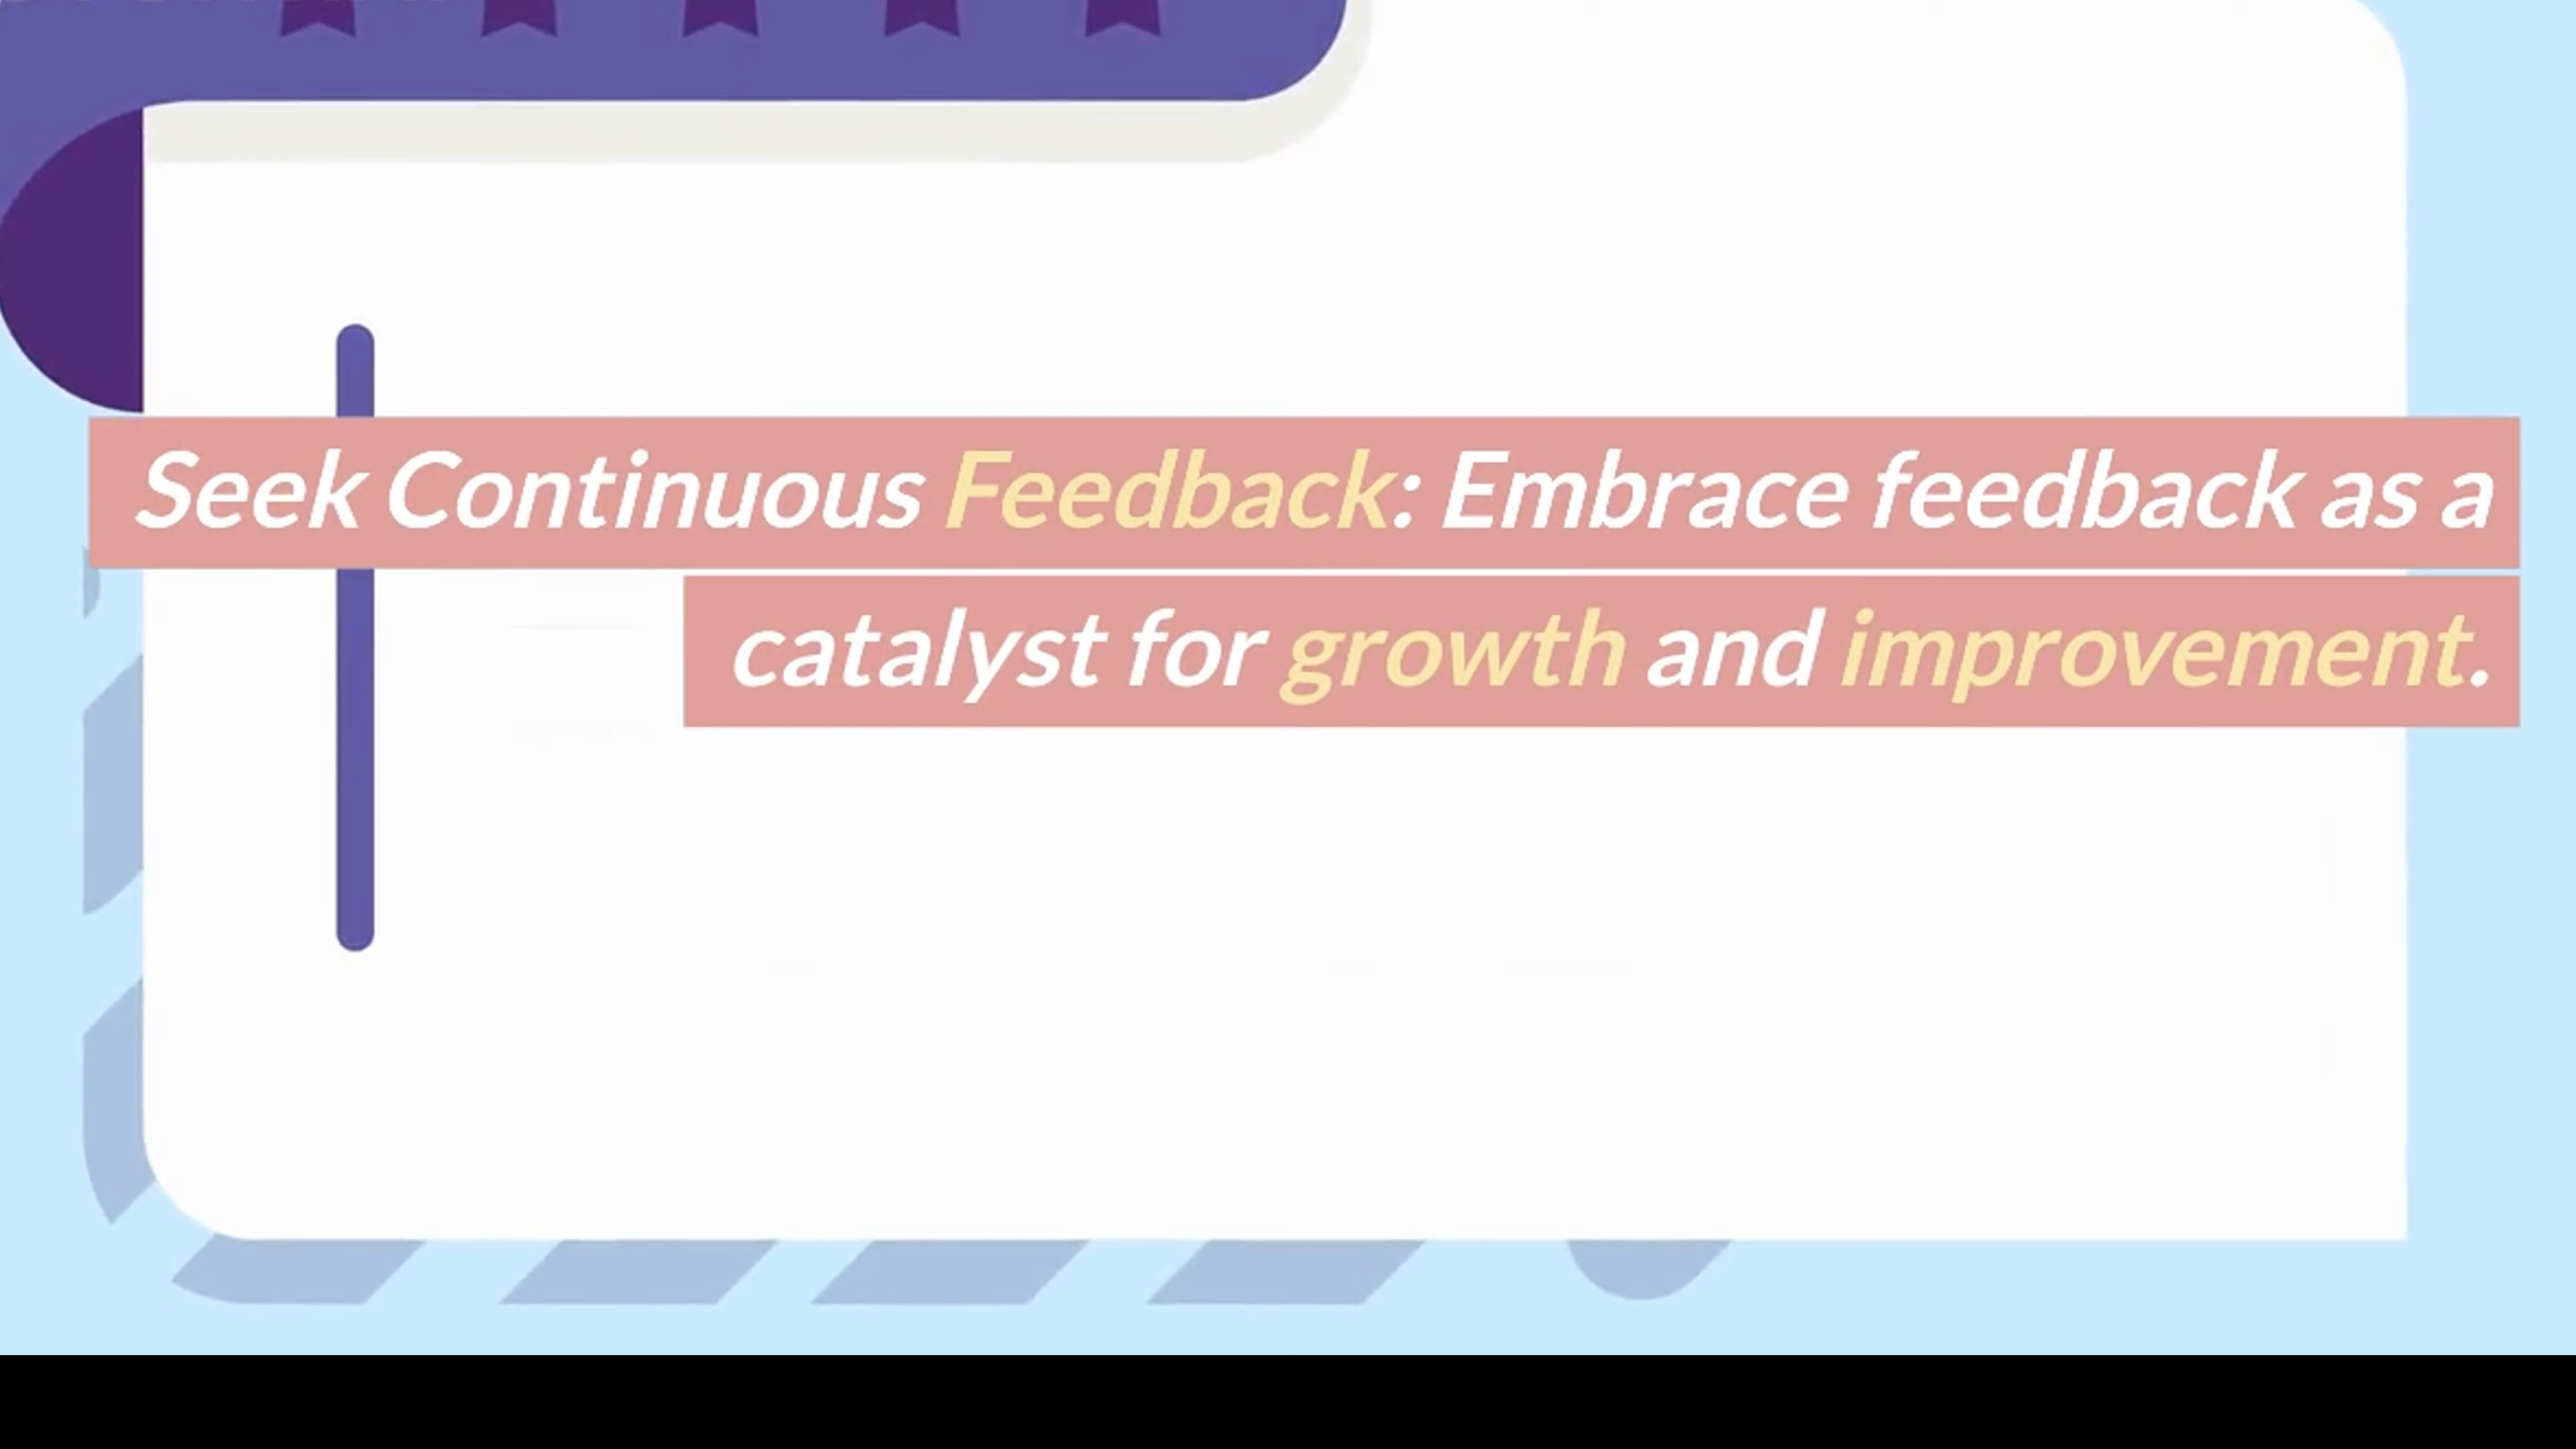 Seek Continuous Feedback: Embrace feedback as a
catalyst for growth and improvement.